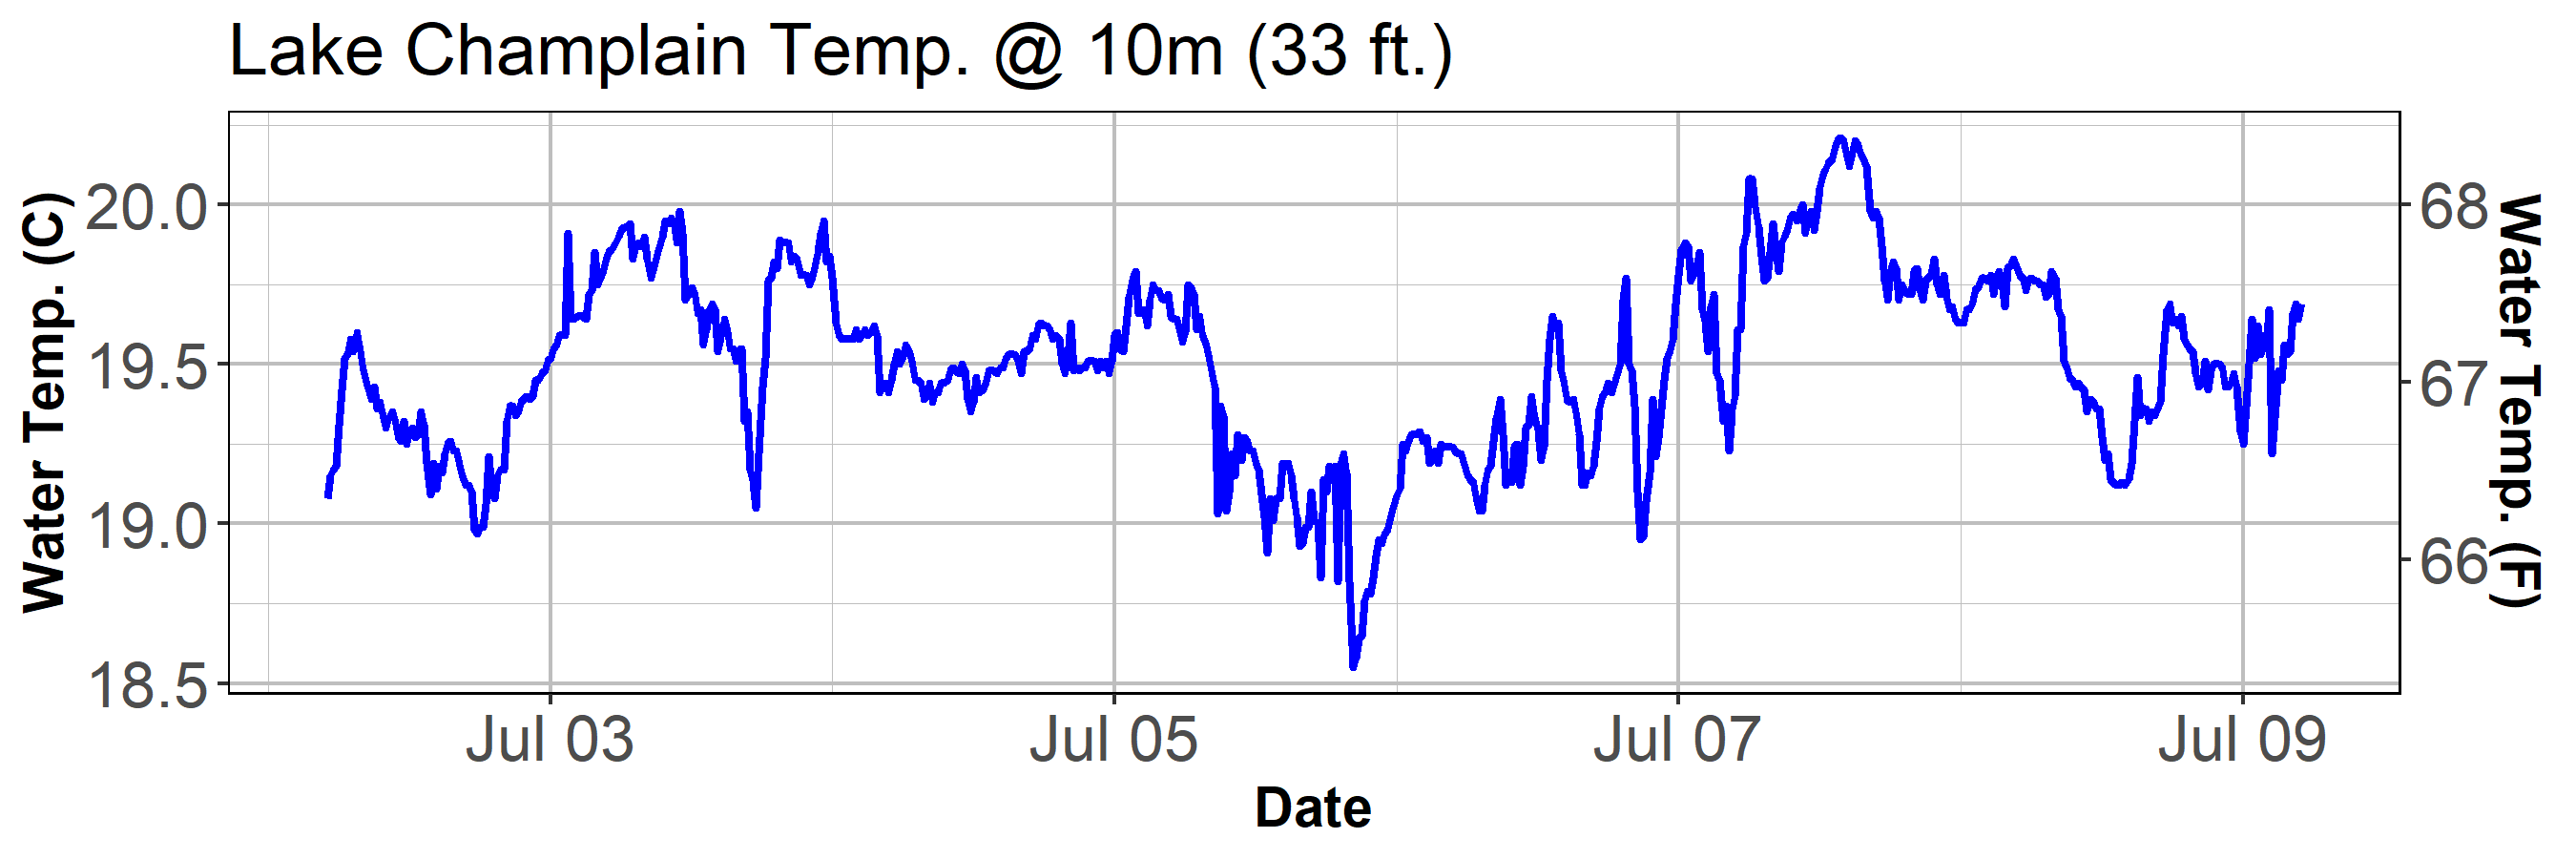 Lake Champlain Temp. @ 10m (33 ft.)
Water Temp. (C)
20.0
19.5
19.0
18.5
68
67
66
Water Temp. (F)
Jul 03
Jul 05
Jul 07
Jul 09
Date